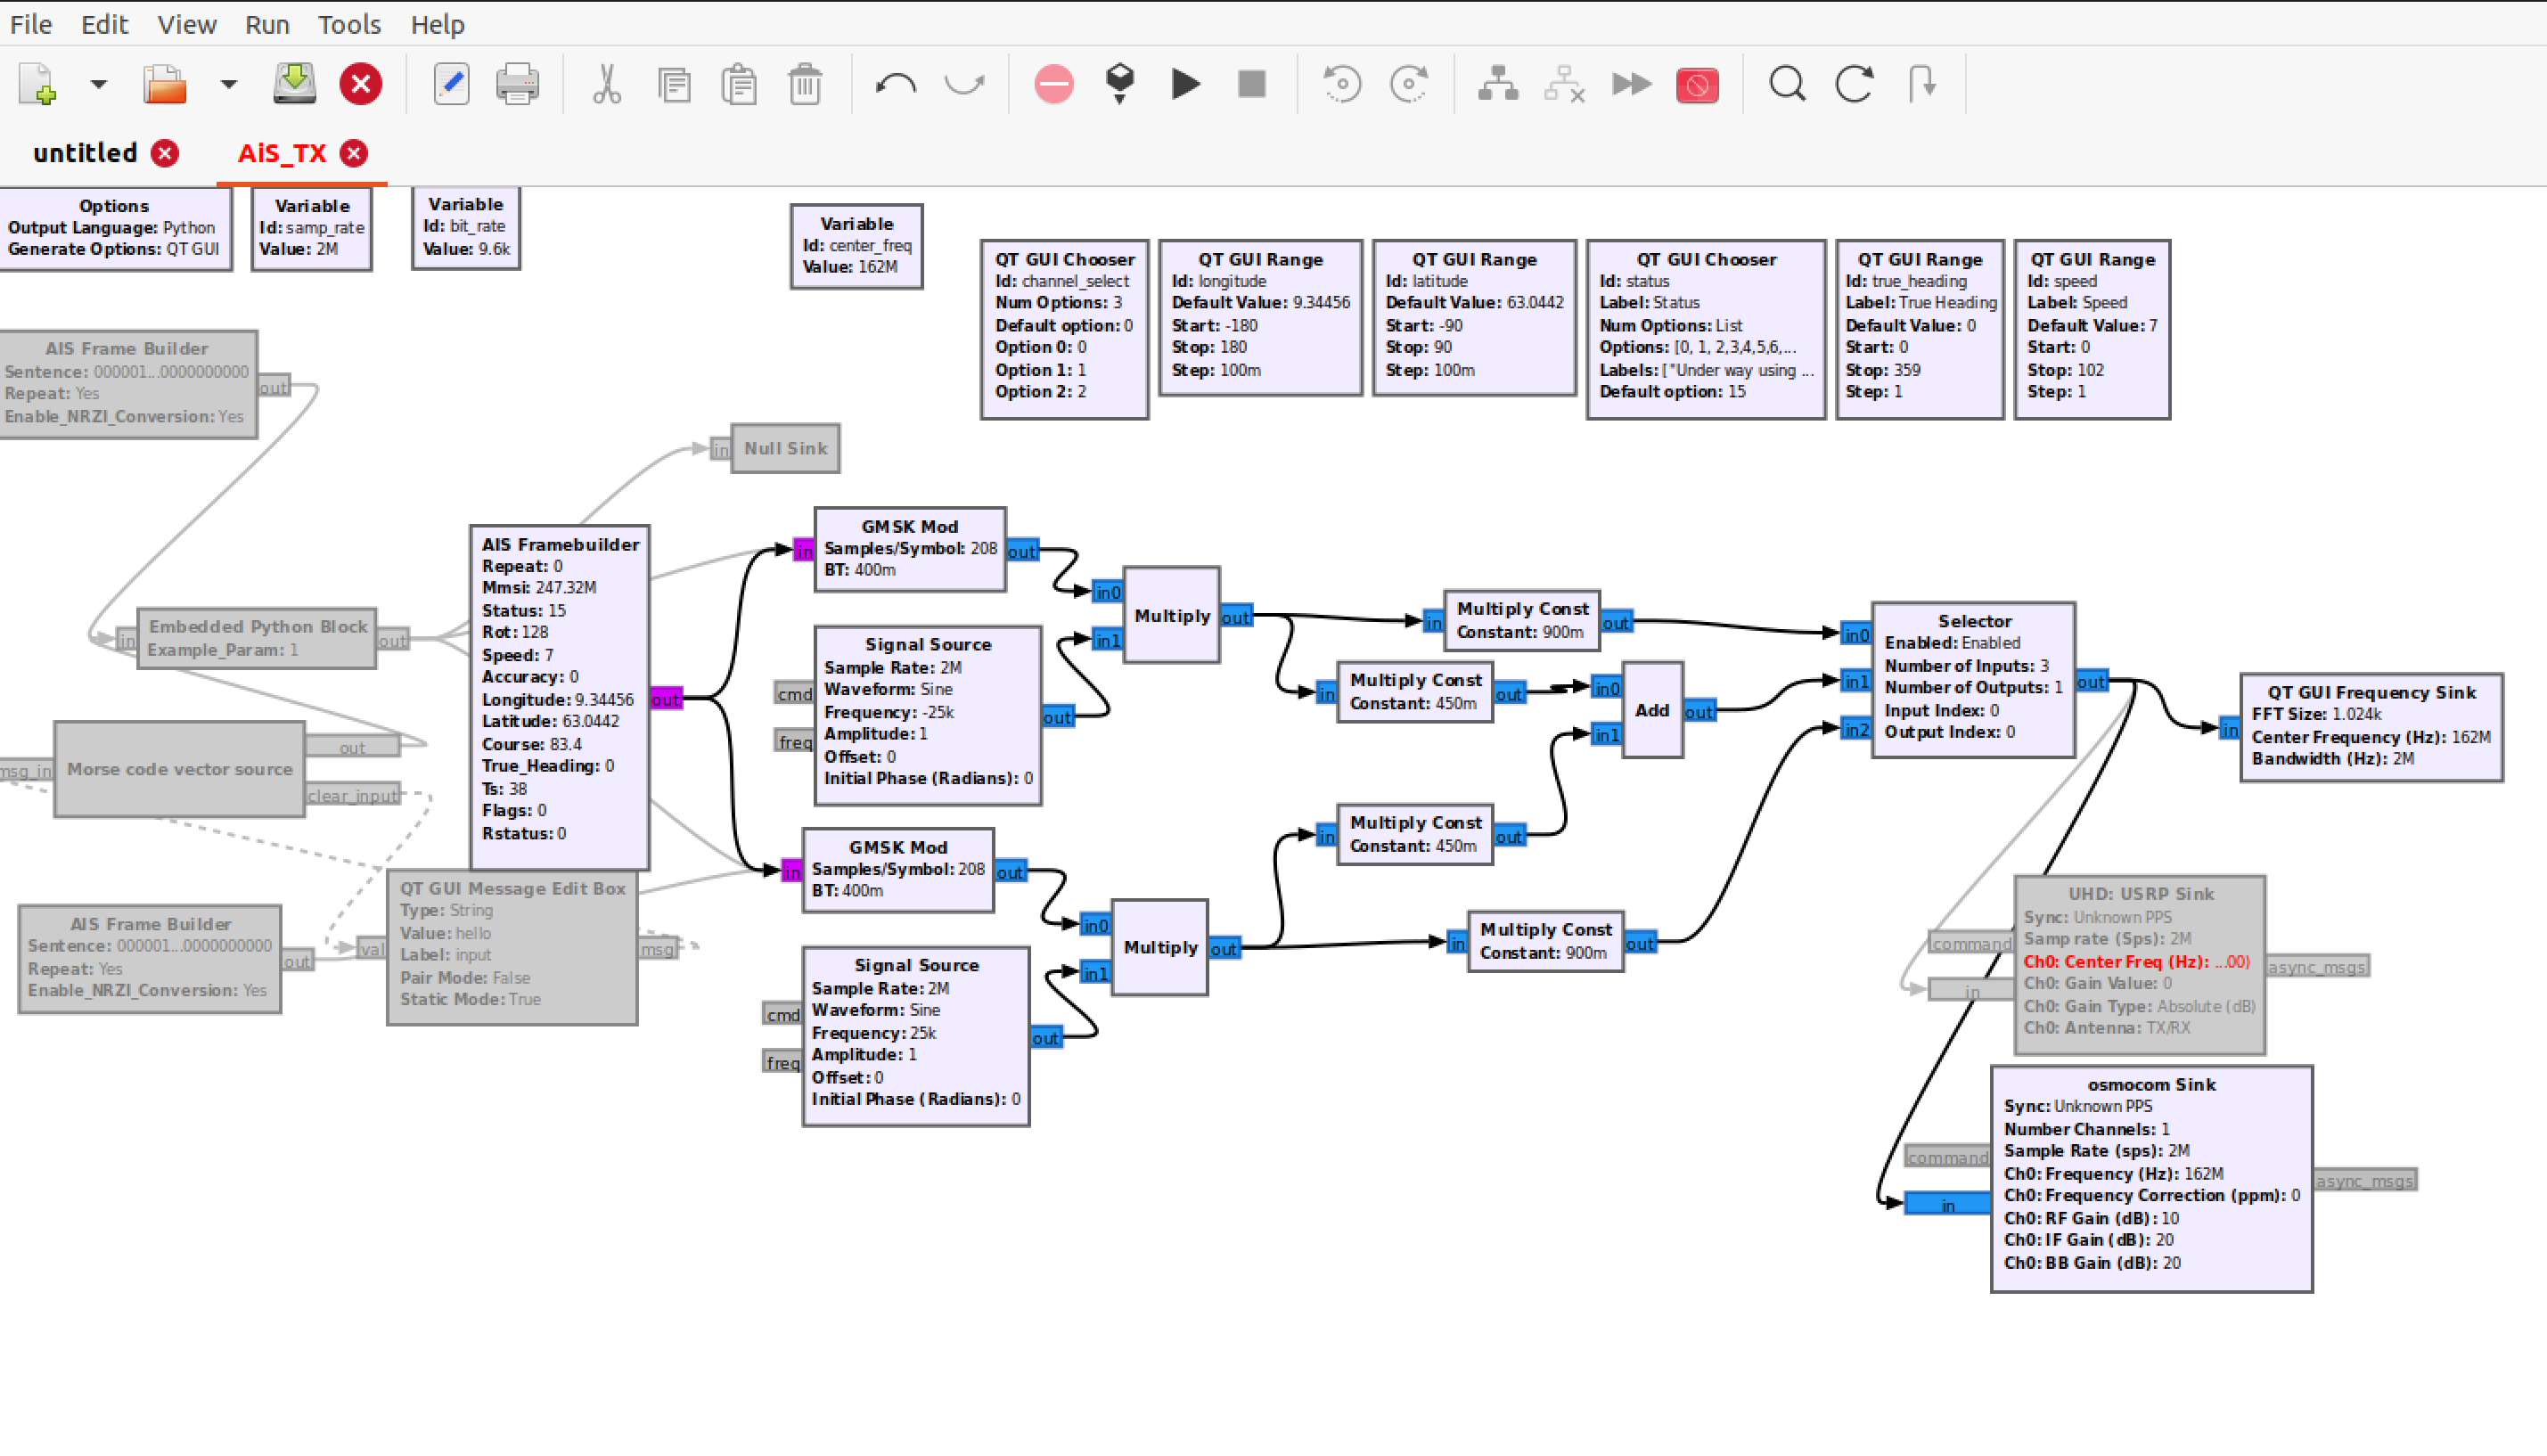 File Edit View Run Tools Help
untitled AiS_TX
Options
Output Language: Python
Generate Options: QT GUI
Variable
Id: samp_rate
Value: 2M
Variable
Id: bit_rate
Value: 9.6k
Variable
Id: center_freq
Value: 162M
QT GUI Chooser
Id: channel_select
Num Options: 3
Default option: 0
Option 0: 0
Option 1: 1
Option 2: 2
QT GUI Range
Id: longitude
Default Value: 9.34456
Start: -180
Stop: 180
Step: 100m
QT GUI Range
Id: latitude
Default Value: 63.0442
Start: -90
Stop: 90
Step: 100m
QT GUI Chooser
Id: status
Label: Status
Num Options: List
Options: [0, 1, 2,3,4,5,6,...
Labels: ["Under way using ...
Default option: 15
QT GUI Range
Id: true_heading
Label: True Heading
Default Value: 0
Start: 0
Stop: 359
Step: 1
QT GUI Range
Id: speed
Label: Speed
Default Value: 7
Start: 0
Stop: 102
Step: 1
AIS Frame Builder
Sentence: 000001...0000000000
Repeat: Yes
Enable_NRZI_Conversion: Yes
out
in
Null Sink
in
Embedded Python Block
Example_Param: 1
out
msg_in
Morse code vector source
out
clear_input
AIS Frame Builder
Sentence: 000001...0000000000
Repeat: Yes
Enable_NRZI_Conversion: Yes
out
val
QT GUI Message Edit Box
Type: String
Value: hello
Label: input
Pair Mode: False
Static Mode: True
msg
AIS Framebuilder
Repeat: 0
Mmsi: 247.32M
Status: 15
Rot: 128
Speed: 7
Accuracy: 0
Longitude: 9.34456
Latitude: 63.0442
Course: 83.4
True_Heading: 0
Ts: 38
Flags: 0
Rstatus: 0
out
in
GMSK Mod
Samples/Symbol: 208
BT: 400m
out
cmd
freq
Signal Source
Sample Rate: 2M
Waveform: Sine
Frequency: -25k
Amplitude: 1
Offset: 0
Initial Phase (Radians): 0
out
in0
in1
Multiply
out
in
GMSK Mod
Samples/Symbol: 208
BT: 400m
out
cmd
freq
Signal Source
Sample Rate: 2M
Waveform: Sine
Frequency: 25k
Amplitude: 1
Offset: 0
Initial Phase (Radians): 0
out
in0
in1
Multiply
out
in
Multiply Const
Constant: 900m
out
in
Multiply Const
Constant: 450m
out
in
Multiply Const
Constant: 450m
out
in
Multiply Const
Constant: 900m
out
in0
in1
Add
out
in0
in1
in2
Selector
Enabled: Enabled
Number of Inputs: 3
Number of Outputs: 1
Input Index: 0
Output Index: 0
out
in
QT GUI Frequency Sink
FFT Size: 1.024k
Center Frequency (Hz): 162M
Bandwidth (Hz): 2M
command
in
UHD: USRP Sink
Sync: Unknown PPS
Samp rate (Sps): 2M
Ch0: Center Freq (Hz): ...00)
Ch0: Gain Value: 0
Ch0: Gain Type: Absolute (dB)
Ch0: Antenna: TX/RX
async_msgs
command
in
osmocom Sink
Sync: Unknown PPS
Number Channels: 1
Sample Rate (sps): 2M
Ch0: Frequency (Hz): 162M
Ch0: Frequency Correction (ppm): 0
Ch0: RF Gain (dB): 10
Ch0: IF Gain (dB): 20
Ch0: BB Gain (dB): 20
async_msgs